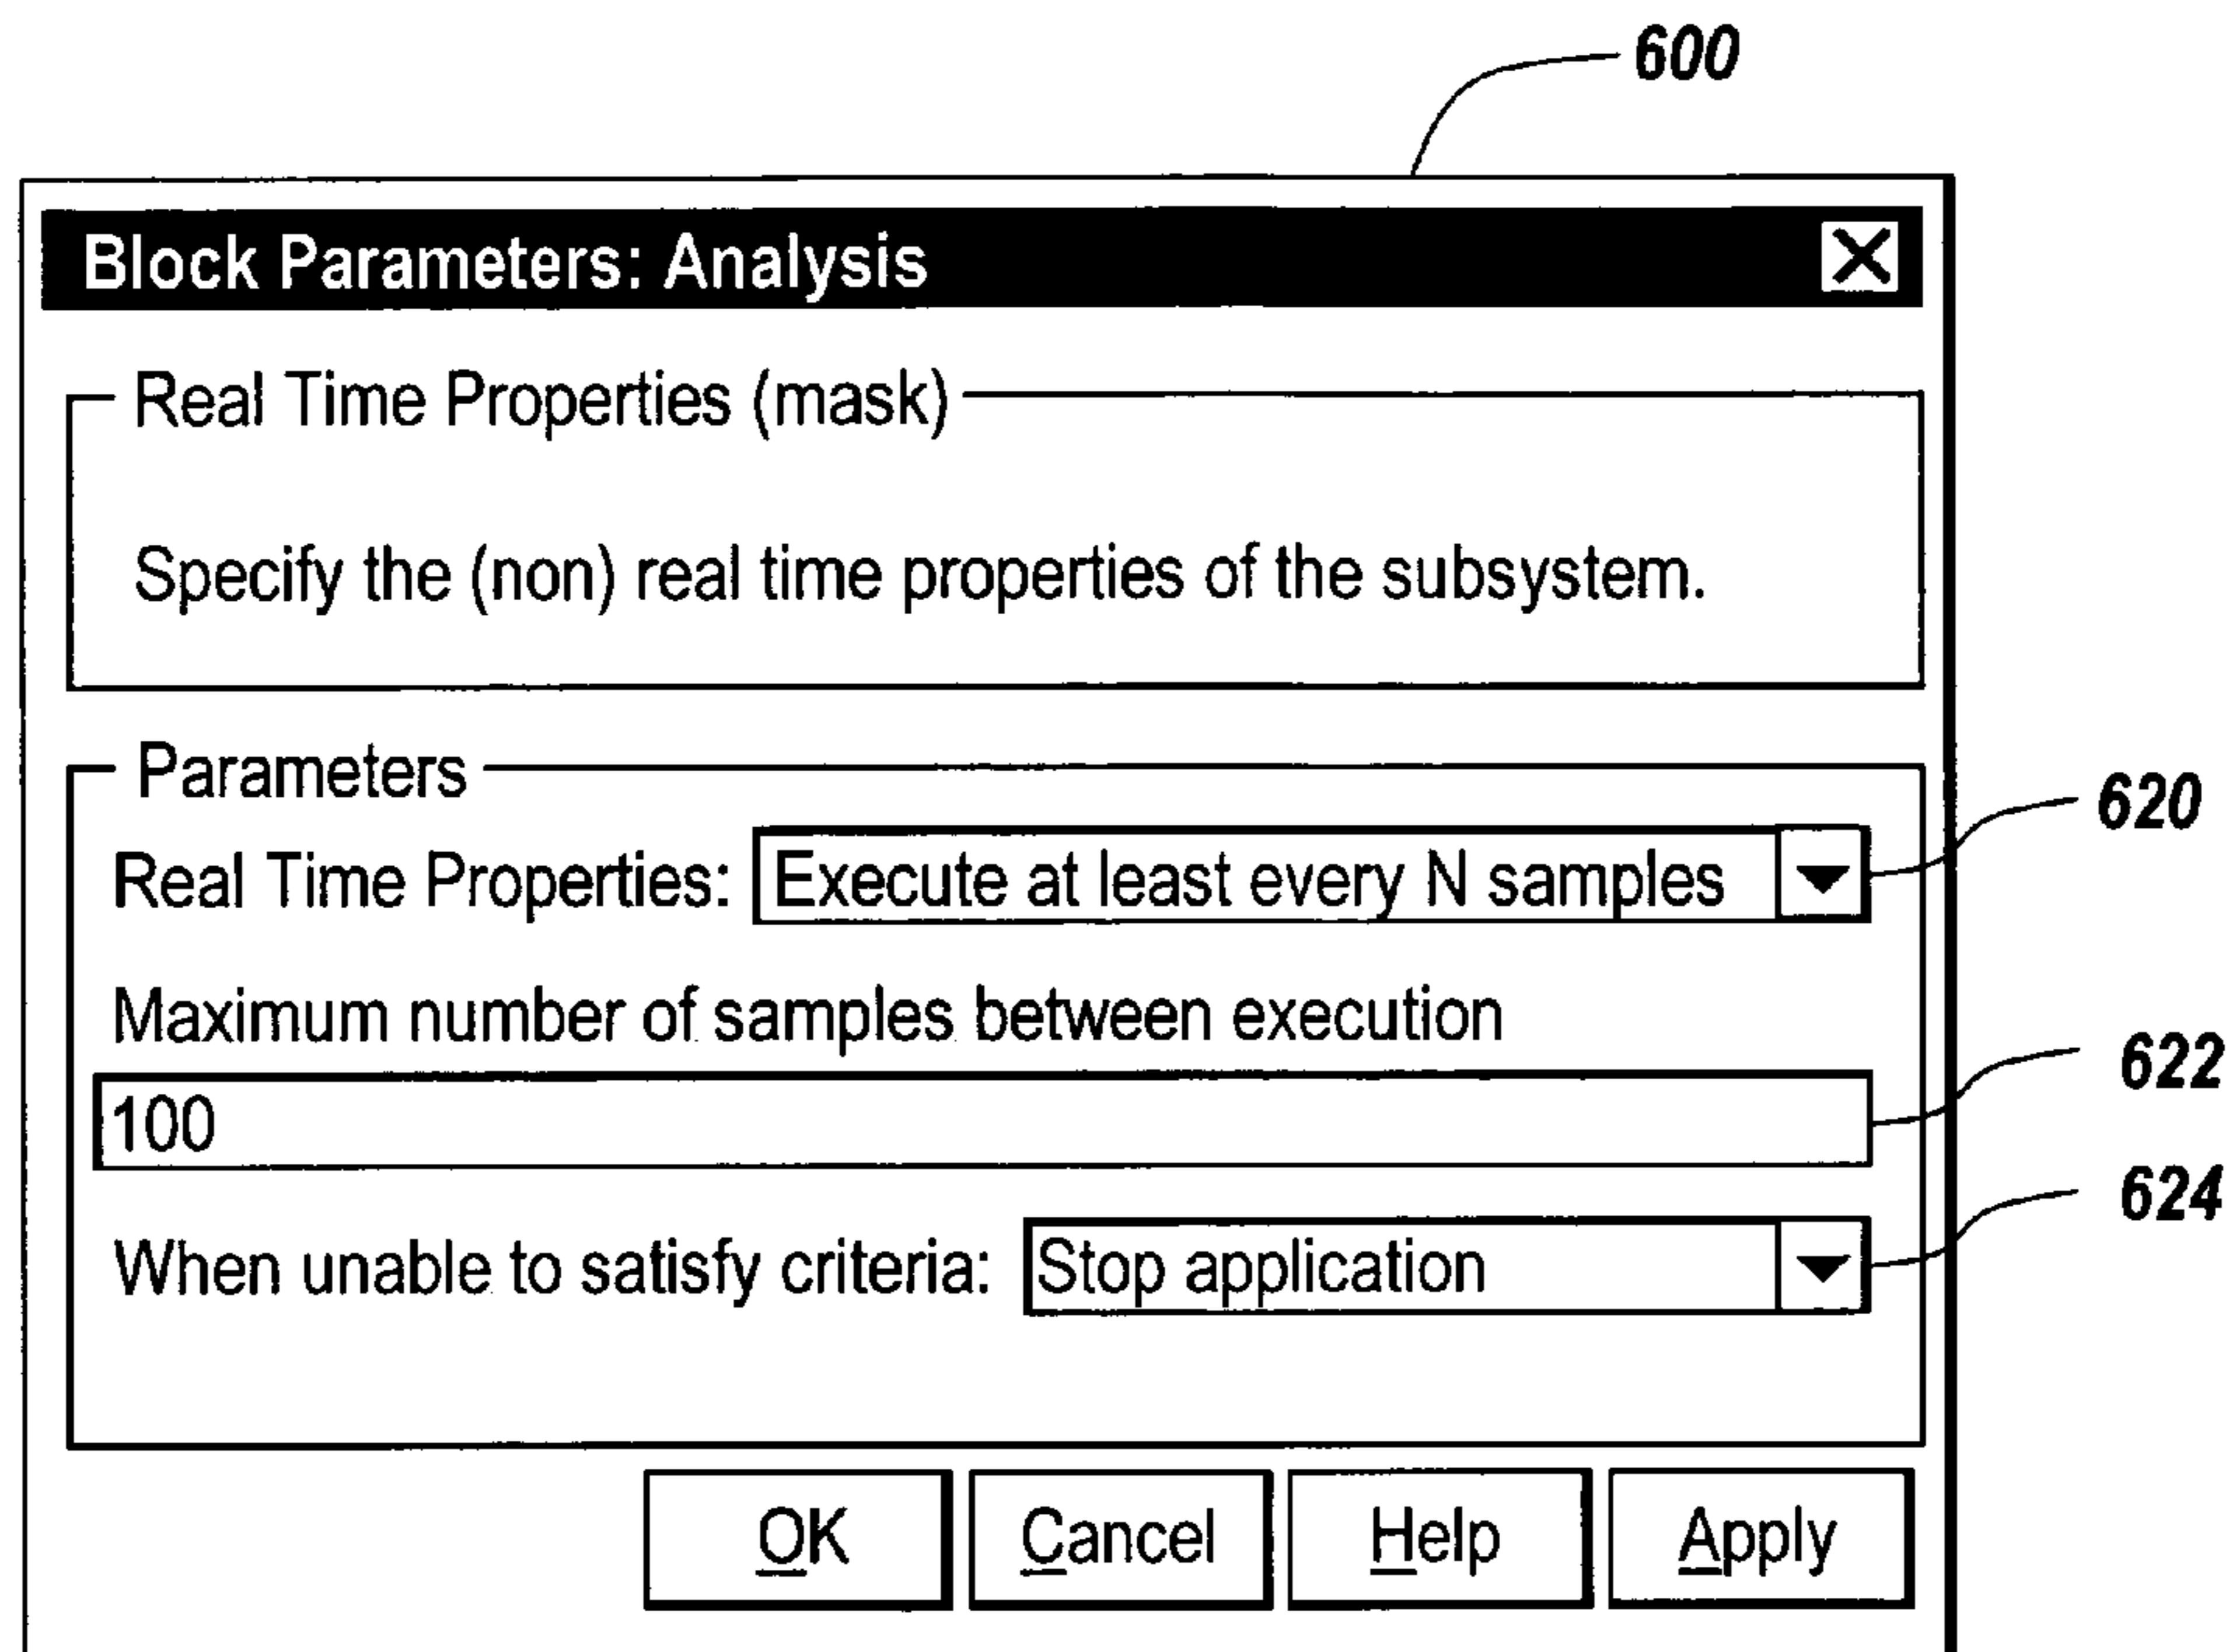 600
Block Parameters: Analysis
Real Time Properties (mask)
Specify the (non) real time properties of the subsystem.
Parameters
620
Real Time Properties: Execute at least every N samples
Maximum number of samples between execution
622
100
624
When unable to satisfy criteria: Stop application
OK Cancel Help Apply